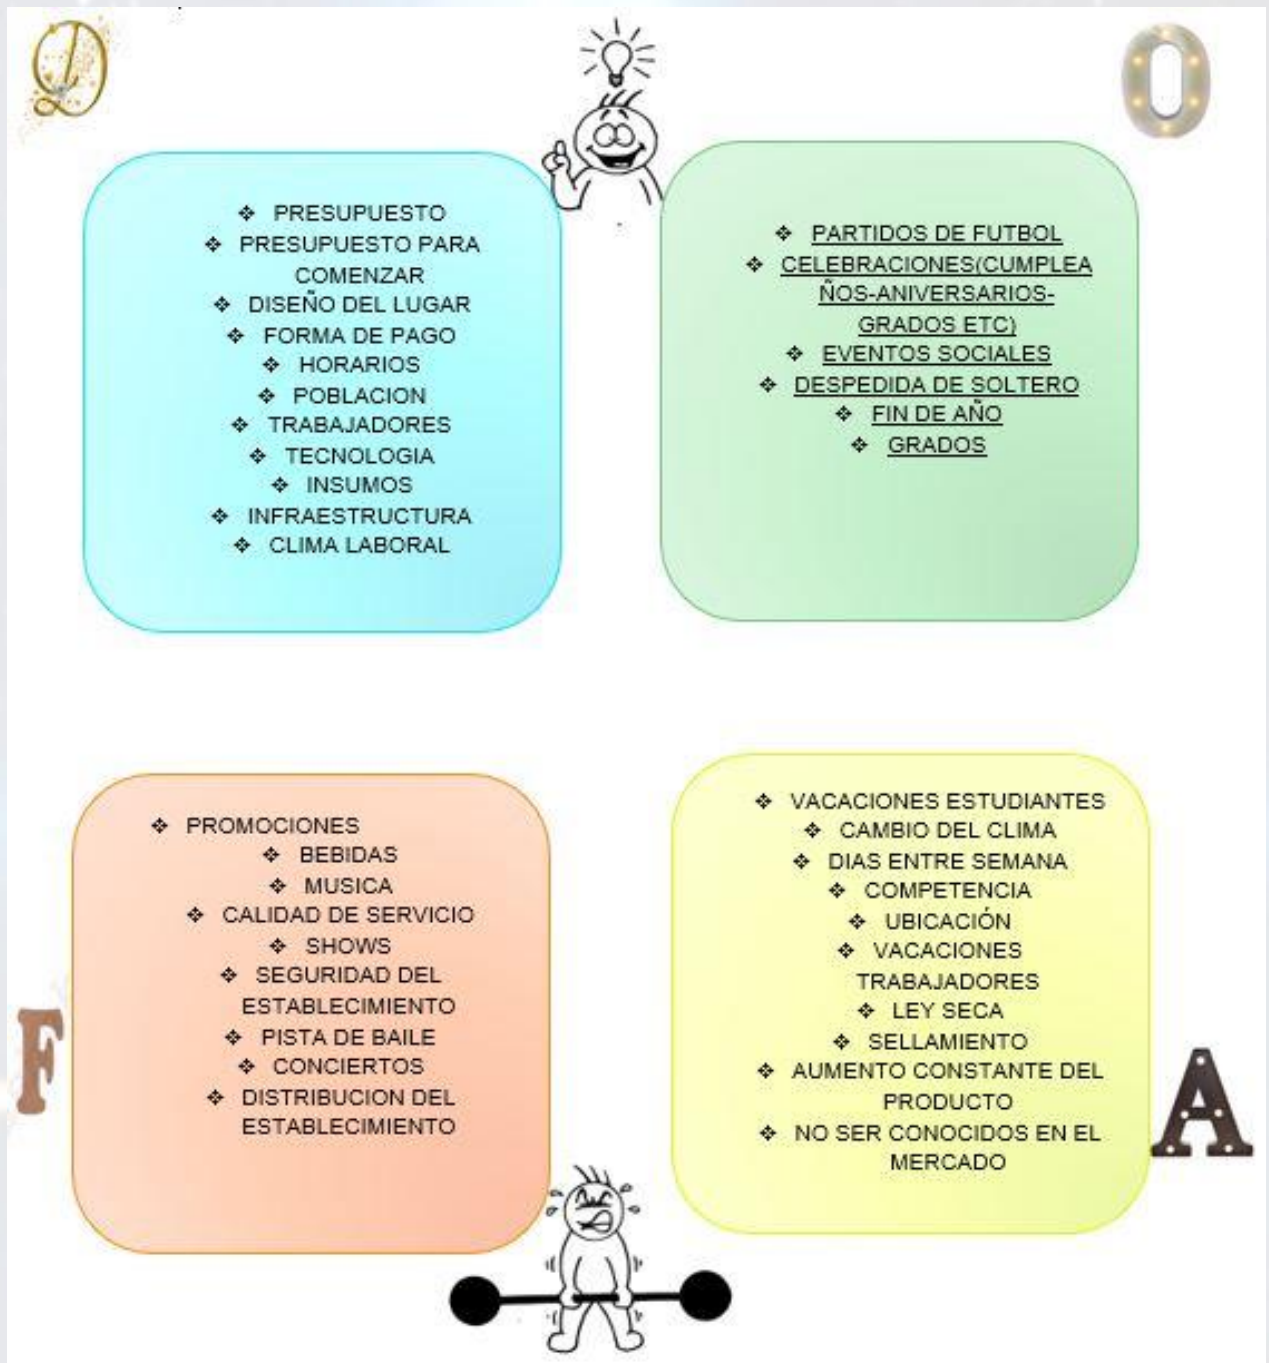 D
O
❖ PRESUPUESTO
❖ PRESUPUESTO PARA
COMENZAR
❖ DISEÑO DEL LUGAR
❖ FORMA DE PAGO
❖ HORARIOS
❖ POBLACION
❖ TRABAJADORES
❖ TECNOLOGIA
❖ INSUMOS
❖ INFRAESTRUCTURA
❖ CLIMA LABORAL
❖ PARTIDOS DE FUTBOL
❖ CELEBRACIONES(CUMPLEA
ÑOS-ANIVERSARIOS-
GRADOS ETC)
❖ EVENTOS SOCIALES
❖ DESPEDIDA DE SOLTERO
❖ FIN DE AÑO
❖ GRADOS
F
❖ PROMOCIONES
❖ BEBIDAS
❖ MUSICA
❖ CALIDAD DE SERVICIO
❖ SHOWS
❖ SEGURIDAD DEL
ESTABLECIMIENTO
❖ PISTA DE BAILE
❖ CONCIERTOS
❖ DISTRIBUCION DEL
ESTABLECIMIENTO
❖ VACACIONES ESTUDIANTES
❖ CAMBIO DEL CLIMA
❖ DIAS ENTRE SEMANA
❖ COMPETENCIA
❖ UBICACIÓN
❖ VACACIONES
TRABAJADORES
❖ LEY SECA
❖ SELLAMIENTO
❖ AUMENTO CONSTANTE DEL
PRODUCTO
❖ NO SER CONOCIDOS EN EL
MERCADO
A